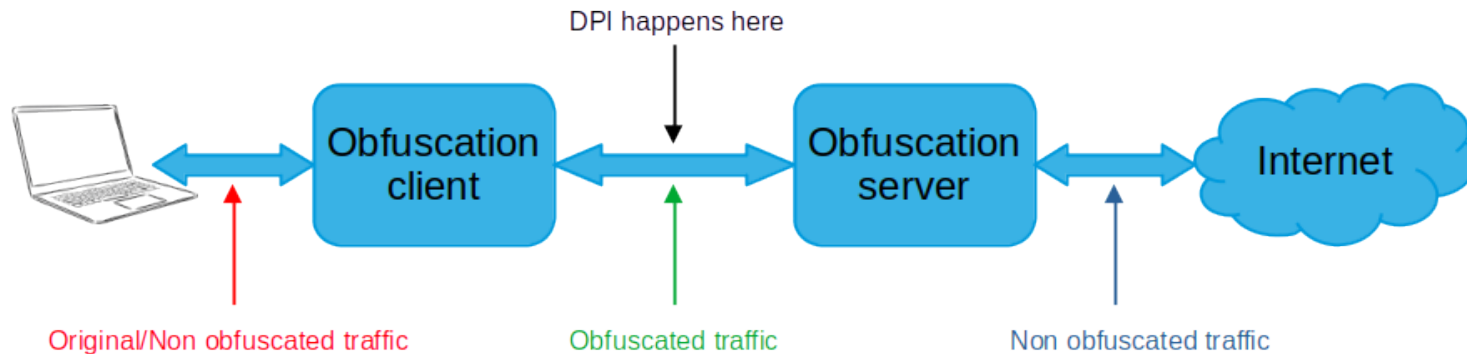 DPI happens here
Obfuscation
client
Obfuscation
server
Internet
Original/Non obfuscated traffic
Obfuscated traffic
Non obfuscated traffic